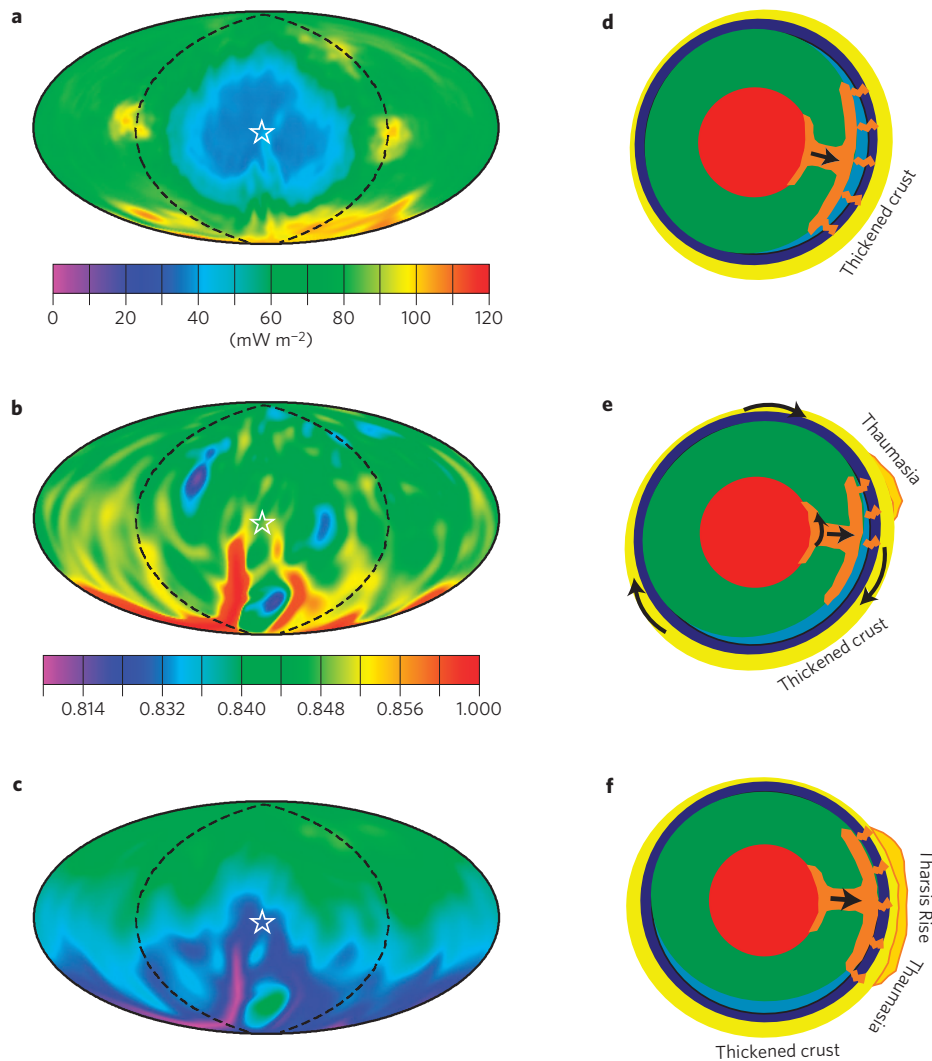 a
0 20 40 60 80 100 120
(mW m⁻²)
b
0.814 0.832 0.840 0.848 0.856 1.000
c
d
Thickened crust
e
Thaumasia
Thickened crust
f
Tharsis Rise
Thaumasia
Thickened crust